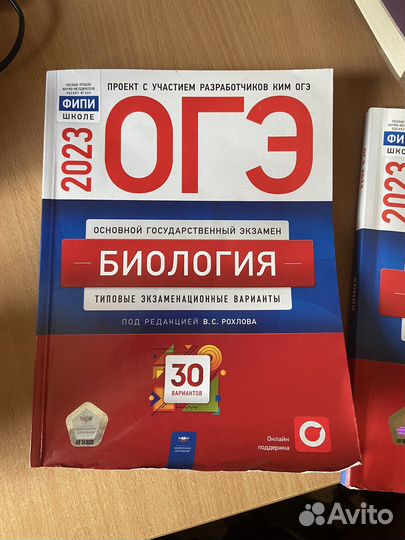 ПРОЕКТ С УЧАСТИЕМ РАЗРАБОТЧИКОВ КИМ ОГЭ
ФИПИ
ШКОЛЕ
2023
ОГЭ
ОСНОВНОЙ ГОСУДАРСТВЕННЫЙ ЭКЗАМЕН
БИОЛОГИЯ
ТИПОВЫЕ ЭКЗАМЕНАЦИОННЫЕ ВАРИАНТЫ
ПОД РЕДАКЦИЕЙ В.С. РОХЛОВА
30
ВАРИАНТОВ
Онлайн
поддержка
ФИПИ
ШКОЛЕ
2023
Avito